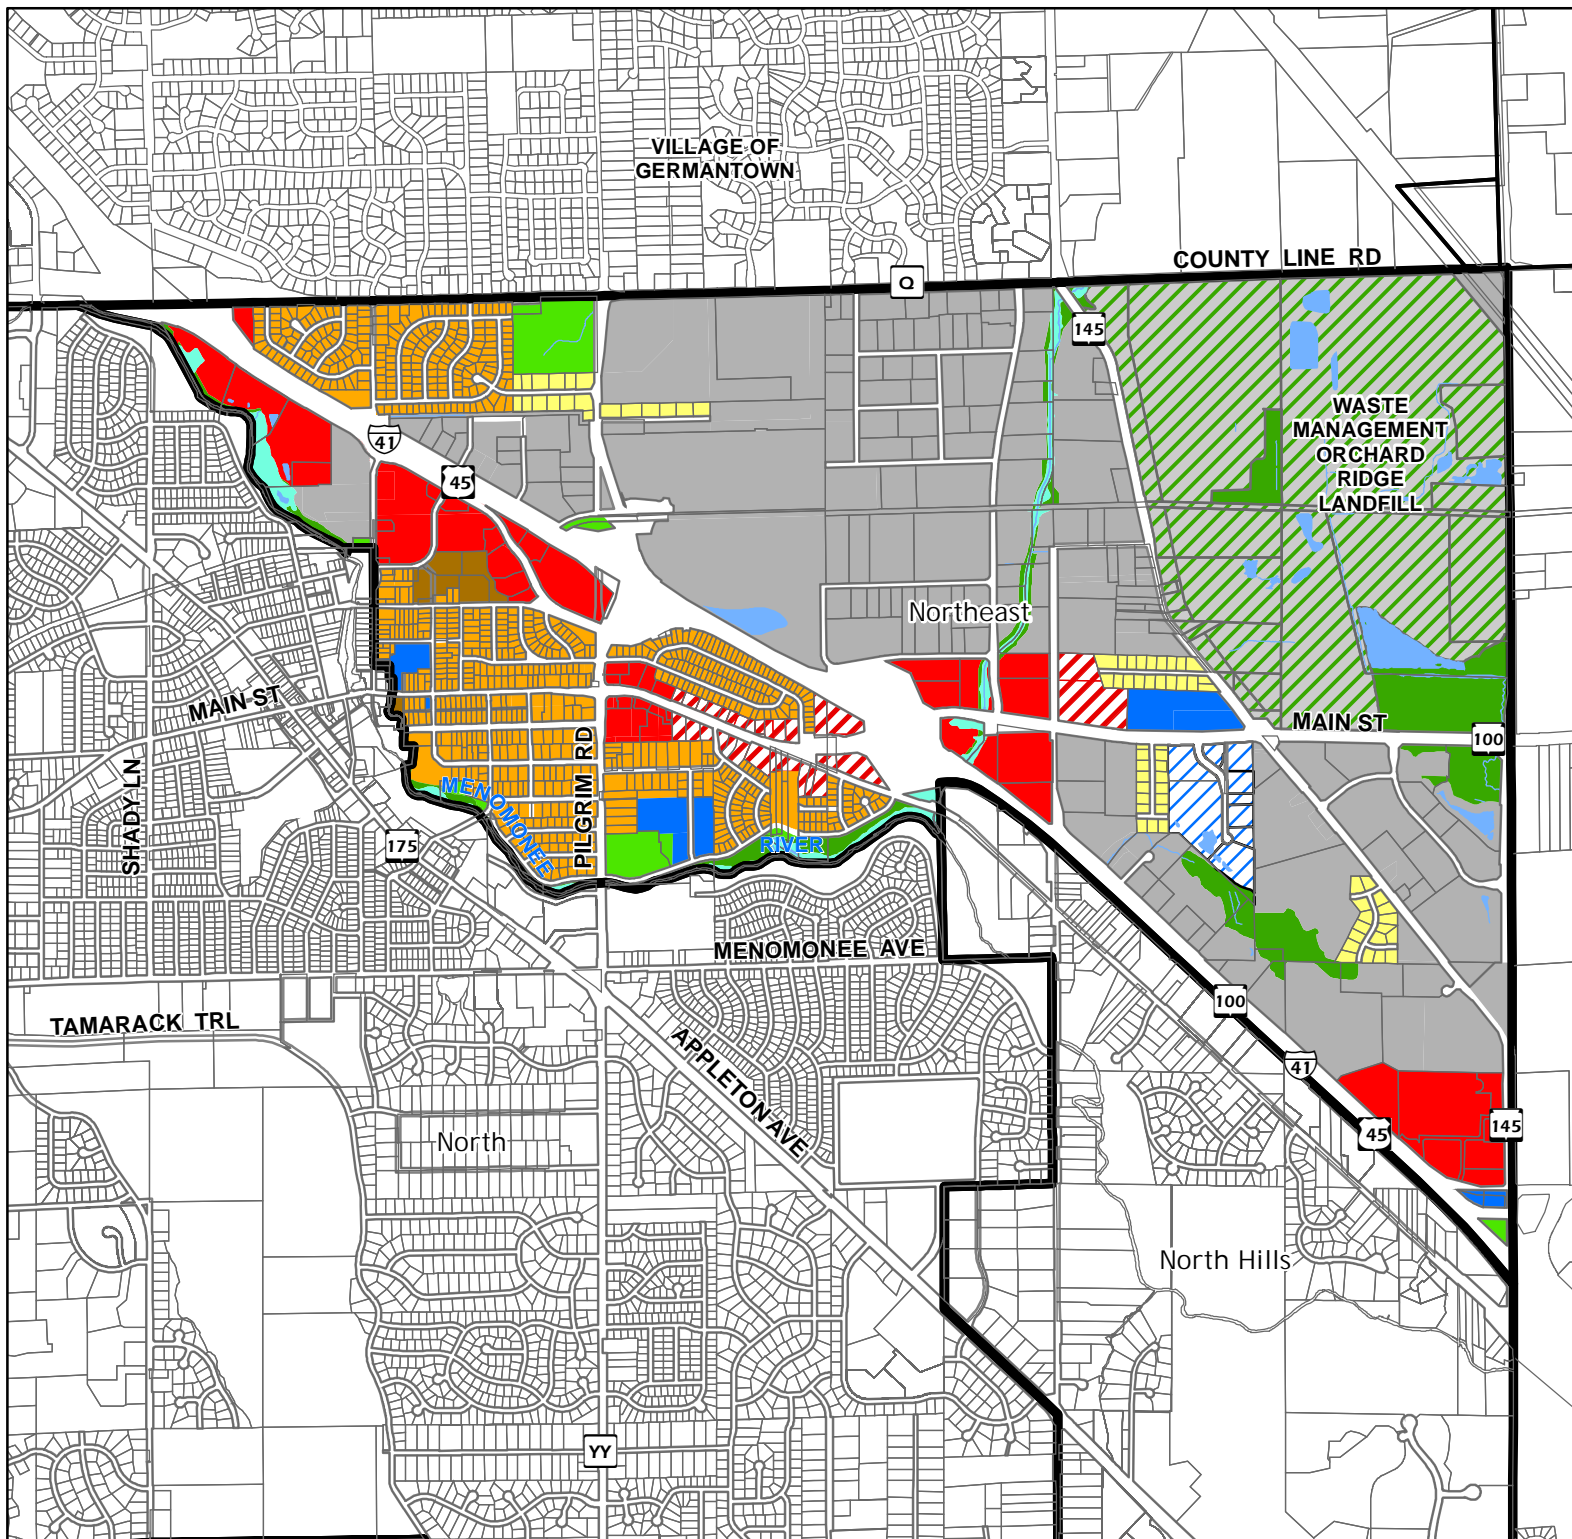 VILLAGE OF
GERMANTOWN
COUNTY LINE RD
Q
145
WASTE
MANAGEMENT
ORCHARD
RIDGE
LANDFILL
41
45
Northeast
MAIN ST
MAIN ST
100
PILGRIM RD
SHADY LN
MENOMONEE
RIVER
175
MENOMONEE AVE
TAMARACK TRL
100
APPLETON AVE
41
45
145
North
North Hills
YY